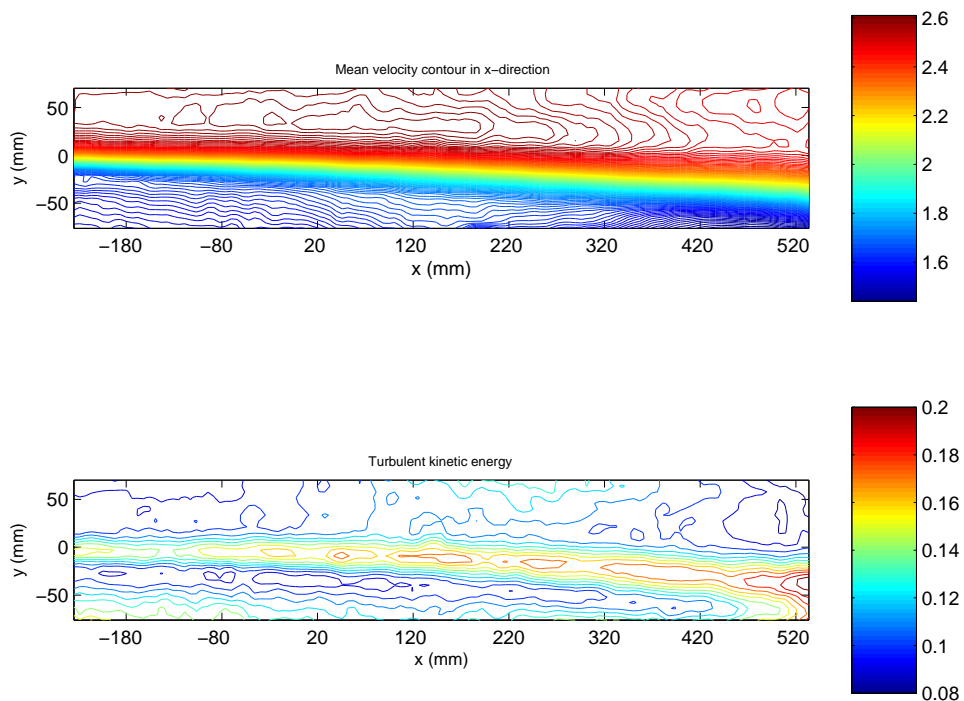 Mean velocity contour in x−direction
y (mm)
50
0
−50
−180 −80 20 120 220 320 420 520
x (mm)
2.6
2.4
2.2
2
1.8
1.6
Turbulent kinetic energy
y (mm)
50
0
−50
−180 −80 20 120 220 320 420 520
x (mm)
0.2
0.18
0.16
0.14
0.12
0.1
0.08